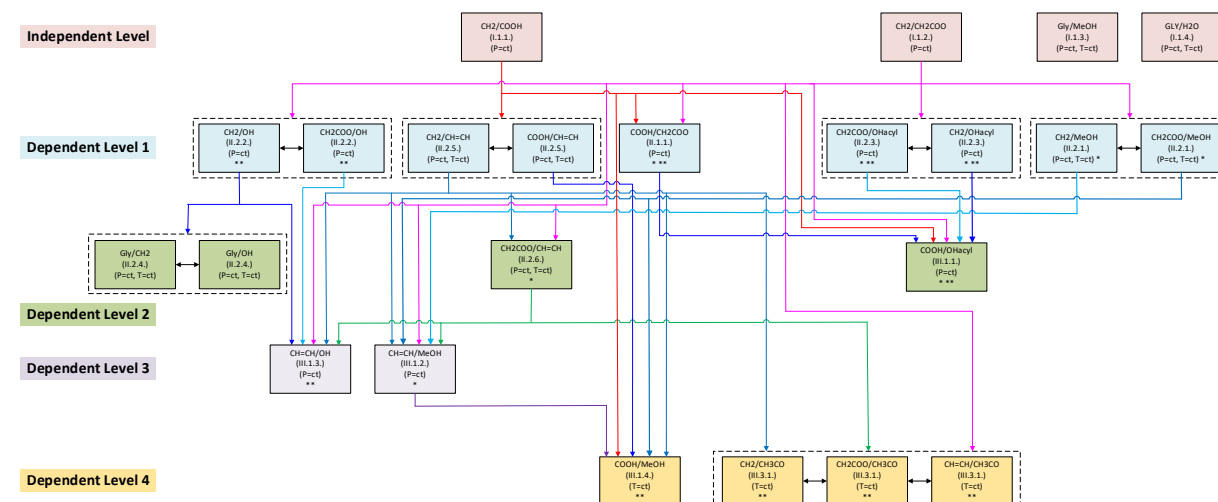 Independent Level
CH2/COOH
(I.1.1.)
(P=ct)
CH2/CH2COO
(I.1.2.)
(P=ct)
Gly/MeOH
(I.1.3.)
(P=ct, T=ct)
GLY/H2O
(I.1.4.)
(P=ct, T=ct)
Dependent Level 1
CH2/OH
(II.2.2.)
(P=ct)
**
CH2COO/OH
(II.2.2.)
(P=ct)
**
CH2/CH=CH
(II.2.5.)
(P=ct, T=ct)
COOH/CH=CH
(II.2.5.)
(P=ct, T=ct)
COOH/CH2COO
(II.1.1.)
(P=ct)
* **
CH2COO/OHacyl
(II.2.3.)
(P=ct)
* **
CH2/OHacyl
(II.2.3.)
(P=ct)
* **
CH2/MeOH
(II.2.1.)
(P=ct, T=ct) *
CH2COO/MeOH
(II.2.1.)
(P=ct, T=ct) *
Gly/CH2
(II.2.4.)
(P=ct, T=ct)
Gly/OH
(II.2.4.)
(P=ct, T=ct)
CH2COO/CH=CH
(II.2.6.)
(P=ct, T=ct)
*
COOH/OHacyl
(III.1.1.)
(P=ct)
* **
Dependent Level 2
Dependent Level 3
CH=CH/OH
(III.1.3.)
(P=ct)
**
CH=CH/MeOH
(III.1.2.)
(P=ct)
*
Dependent Level 4
COOH/MeOH
(III.1.4.)
(T=ct)
**
CH2/CH3CO
(III.3.1.)
(T=ct)
**
CH2COO/CH3CO
(III.3.1.)
(T=ct)
**
CH=CH/CH3CO
(III.3.1.)
(T=ct)
**